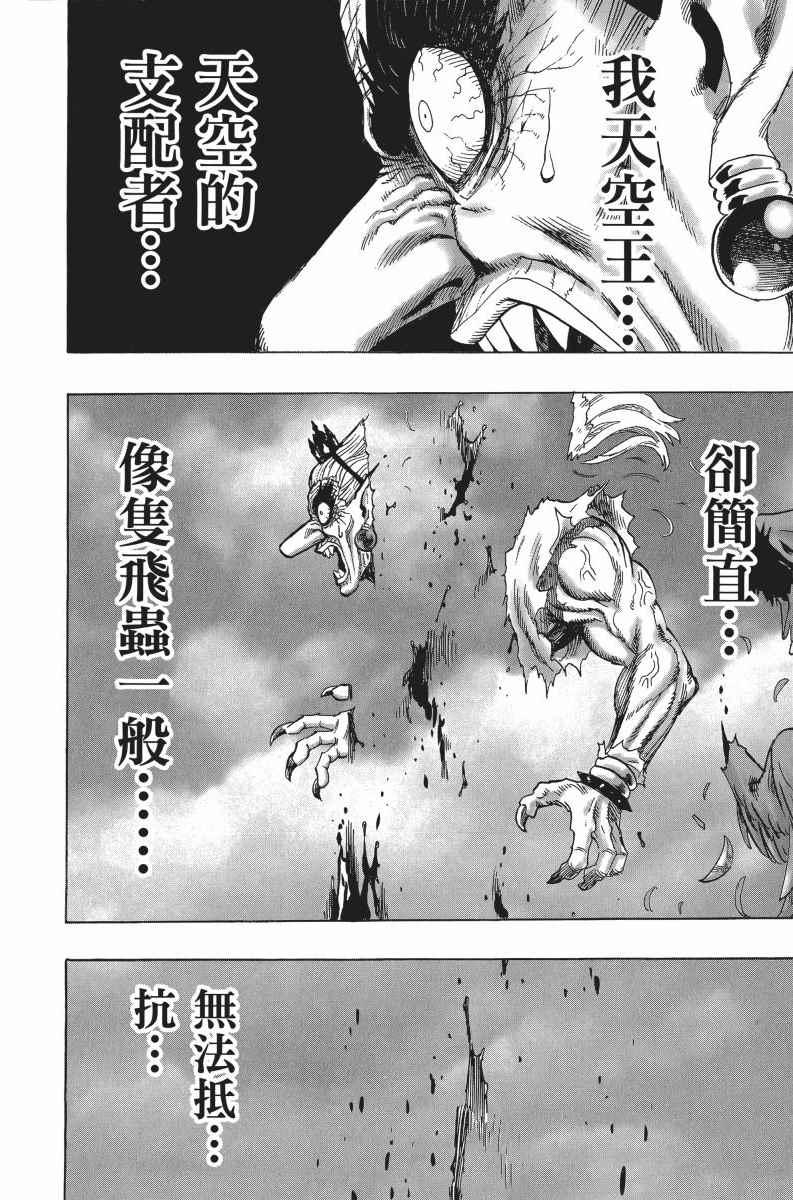 我天空王…
天空的
支配者…
卻簡直…
像隻飛蟲一般……
無法抵…
抗…